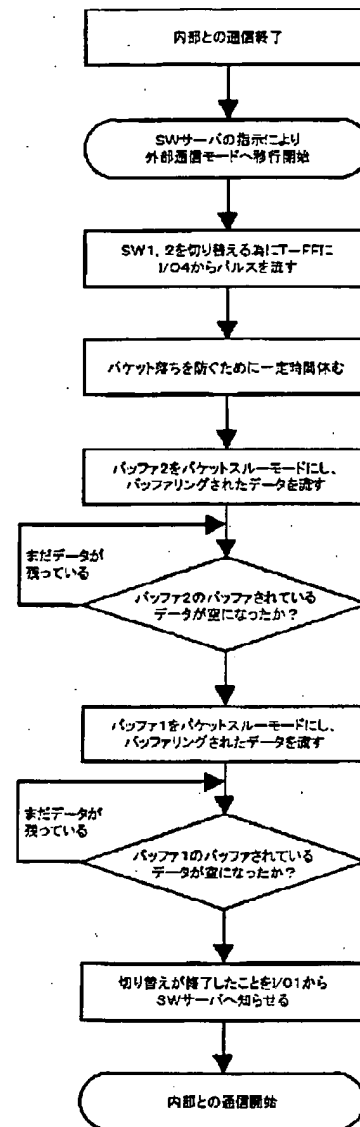 内部との通信終了
SWサーバの指示により
外部通信モードへ移行開始
SW1, 2を切り替える為にT-FFに
I/O4からパルスを流す
パケット落ちを防ぐために一定時間休む
バッファ2をパケットスルーモードにし、
バッファリングされたデータを流す
まだデータが
残っている
バッファ2のバッファされている
データが空になったか?
バッファ1をパケットスルーモードにし、
バッファリングされたデータを流す
まだデータが
残っている
バッファ1のバッファされている
データが空になったか?
切り替えが修了したことをI/O1から
SWサーバへ知らせる
内部との通信開始